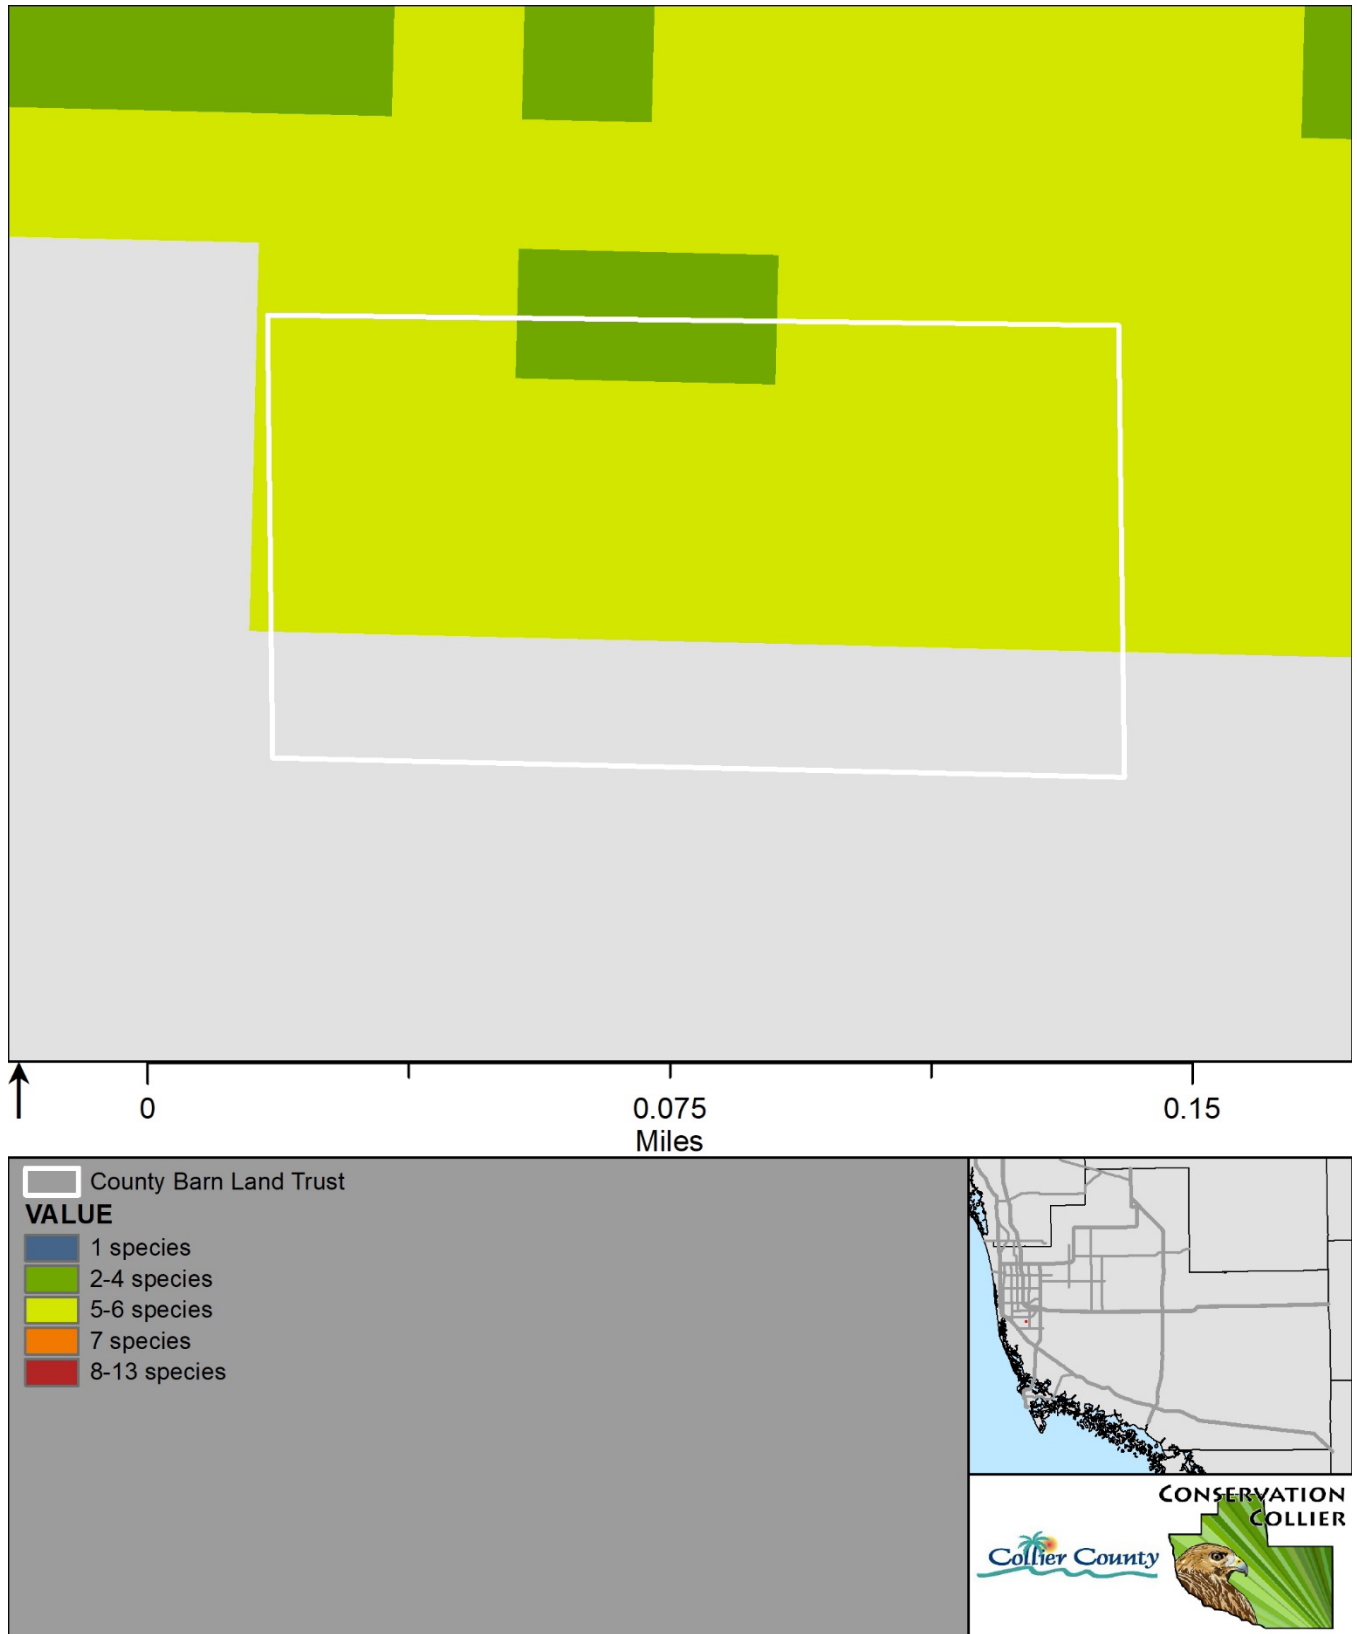 0 0.075 0.15
Miles
County Barn Land Trust
VALUE
1 species
2-4 species
5-6 species
7 species
8-13 species
CONSERVATION
COLLIER
Collier County